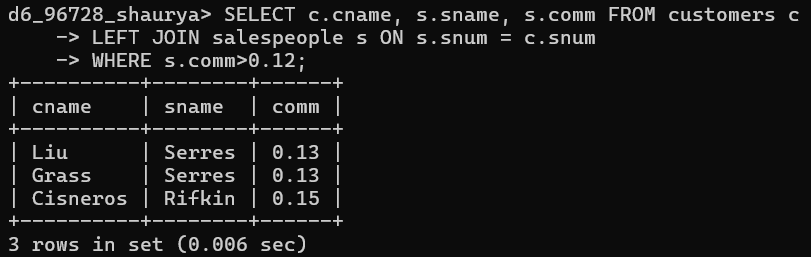 d6_96728_shaurya> SELECT c.cname, s.sname, s.comm FROM customers c
    -> LEFT JOIN salespeople s ON s.snum = c.snum
    -> WHERE s.comm>0.12;
+----------+--------+------+
| cname    | sname  | comm |
+----------+--------+------+
| Liu      | Serres | 0.13 |
| Grass    | Serres | 0.13 |
| Cisneros | Rifkin | 0.15 |
+----------+--------+------+
3 rows in set (0.006 sec)